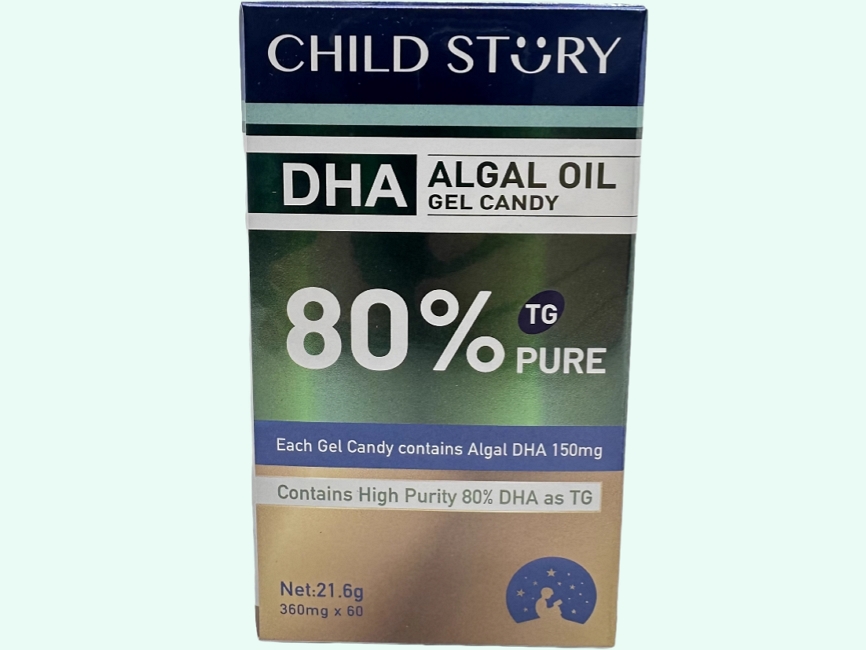 CHILD STÜRY
DHA
ALGAL OIL
GEL CANDY
80%
TG
PURE
Each Gel Candy contains Algal DHA 150mg
Contains High Purity 80% DHA as TG
Net:21.6g
360mg x 60